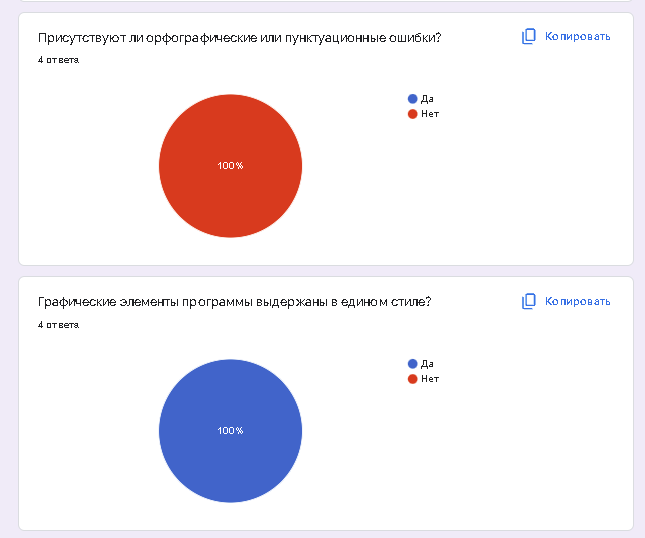 Присутствуют ли орфографические или пунктуационные ошибки?
Копировать
4 ответа
Да
Нет
100%
Графические элементы программы выдержаны в едином стиле?
Копировать
4 ответа
Да
Нет
100%